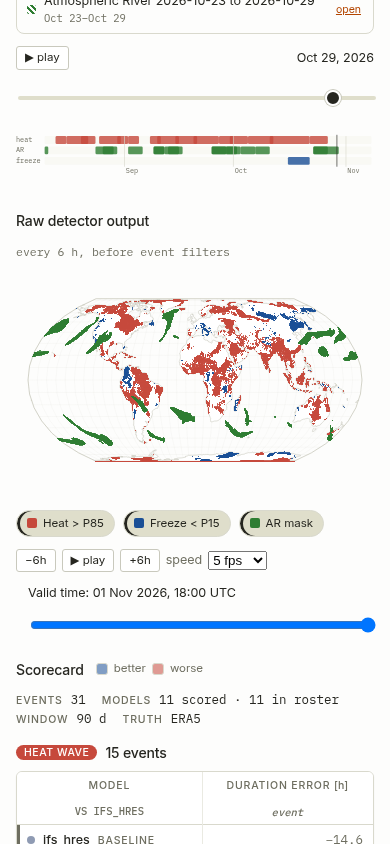 Atmospheric River 2026-10-23 to 2026-10-29
Oct 23–Oct 29
open
▶ play
Oct 29, 2026
heat
AR
freeze
Sep
Oct
Nov
Raw detector output
every 6 h, before event filters
Heat > P85
Freeze < P15
AR mask
−6h
▶ play
+6h
speed
5 fps
Valid time: 01 Nov 2026, 18:00 UTC
Scorecard
better
worse
EVENTS 31 MODELS 11 scored · 11 in roster
WINDOW 90 d TRUTH ERA5
HEAT WAVE 15 events
MODEL
DURATION ERROR [h]
VS IFS_HRES
event
ifs_hres BASELINE
−14.6